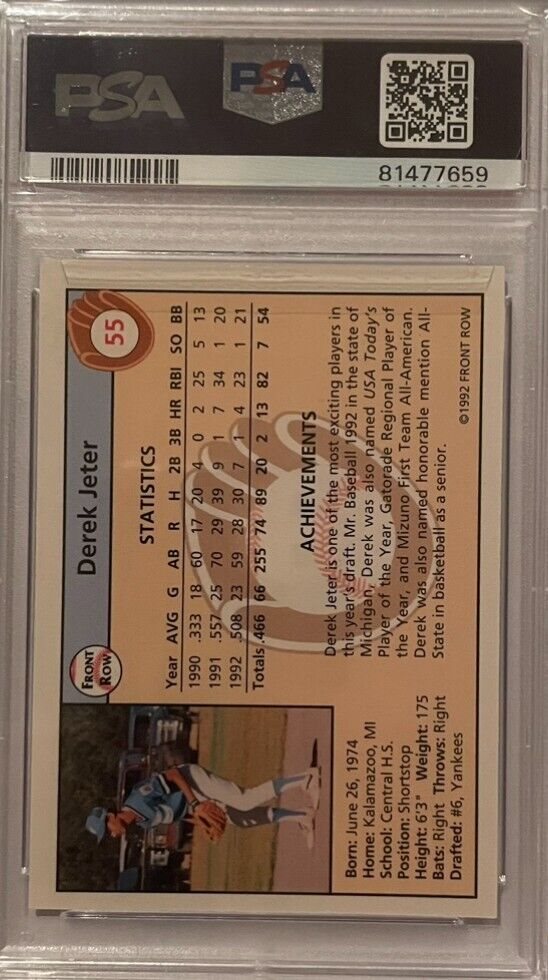 PSA
PSA
81477659
FRONT
ROW
Derek Jeter
55
STATISTICS
Year AVG G AB R H 2B 3B HR RBI SO BB
1990 .333 18 60 17 20 4 0 2 25 5 13
1991 .557 25 70 29 39 9 1 7 34 1 20
1992 .508 23 59 28 30 7 1 4 23 1 21
Totals .466 66 255 74 89 20 2 13 82 7 54
ACHIEVEMENTS
Derek Jeter is one of the most exciting players in
this year's draft. Mr. Baseball 1992 in the state of
Michigan, Derek was also named USA Today's
Player of the Year, Gatorade Regional Player of
the Year, and Mizuno First Team All-American.
Derek was also named honorable mention All-
State in basketball as a senior.
©1992 FRONT ROW
Born: June 26, 1974
Home: Kalamazoo, MI
School: Central H.S.
Position: Shortstop
Height: 6'3" Weight: 175
Bats: Right Throws: Right
Drafted: #6, Yankees